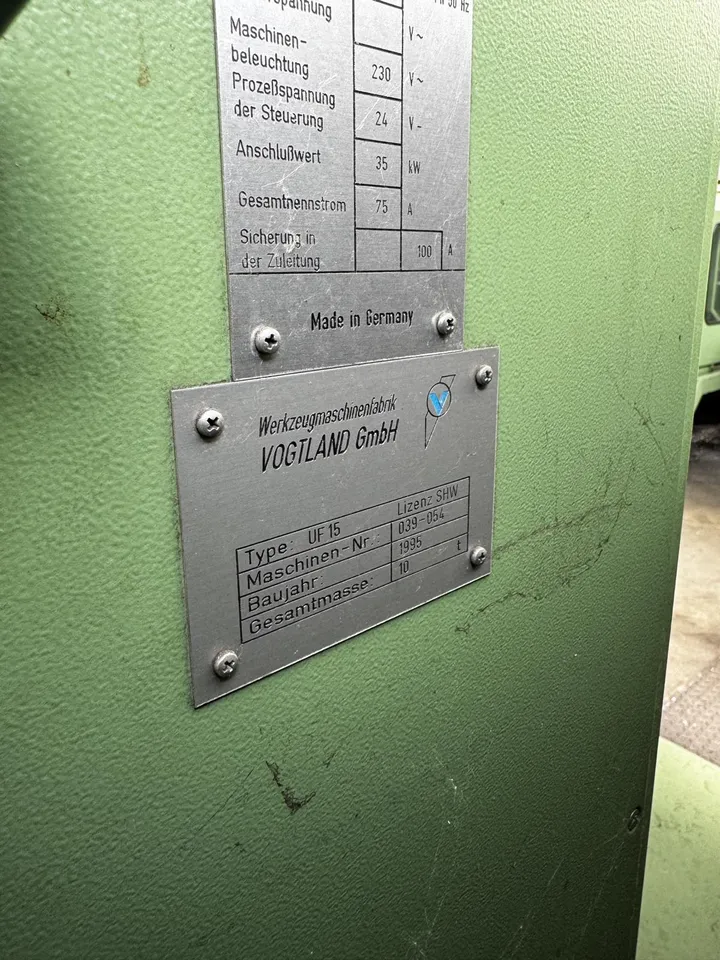 spannung
50 Hz
V~
Maschinen-
beleuchtung 230 V~
Prozeßspannung
der Steuerung 24 V-
Anschlußwert 35 kW
Gesamtnennstrom 75 A
Sicherung in
der Zuleitung 100 A
Made in Germany
Werkzeugmaschinenfabrik
VOGTLAND GmbH
V
Type: UF 15 Lizenz SHW
Maschinen-Nr.: 039-054
Baujahr: 1995
Gesamtmasse: 10 t